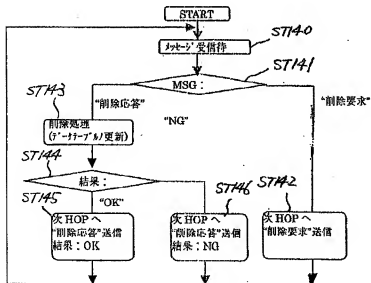 START
ST140
メッセージ受信待
ST141
MSG：
ST143
"削除応答"
"削除要求"
削除処理
(データテーブル更新)
"NG"
ST144
結果：
ST145
"OK"
ST146
ST142
次HOPへ
"削除応答"送信
結果：OK
次HOPへ
"削除応答"送信
結果：NG
次HOPへ
"削除要求"送信